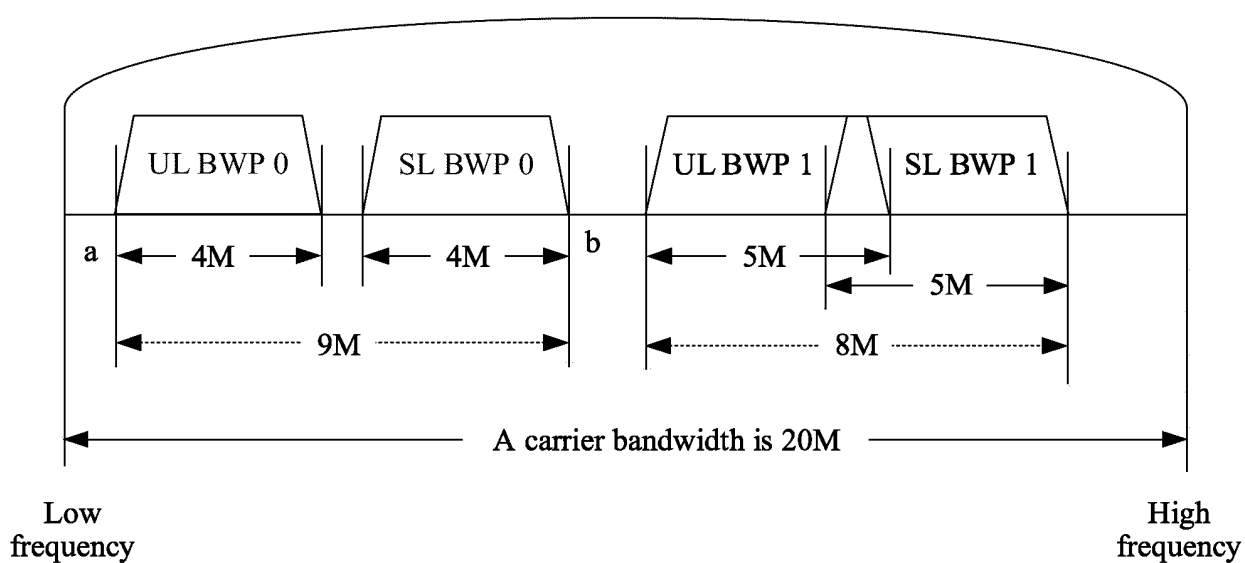 UL BWP 0
SL BWP 0
UL BWP 1
SL BWP 1
a
4M
4M
b
5M
5M
9M
8M
A carrier bandwidth is 20M
Low
frequency
High
frequency